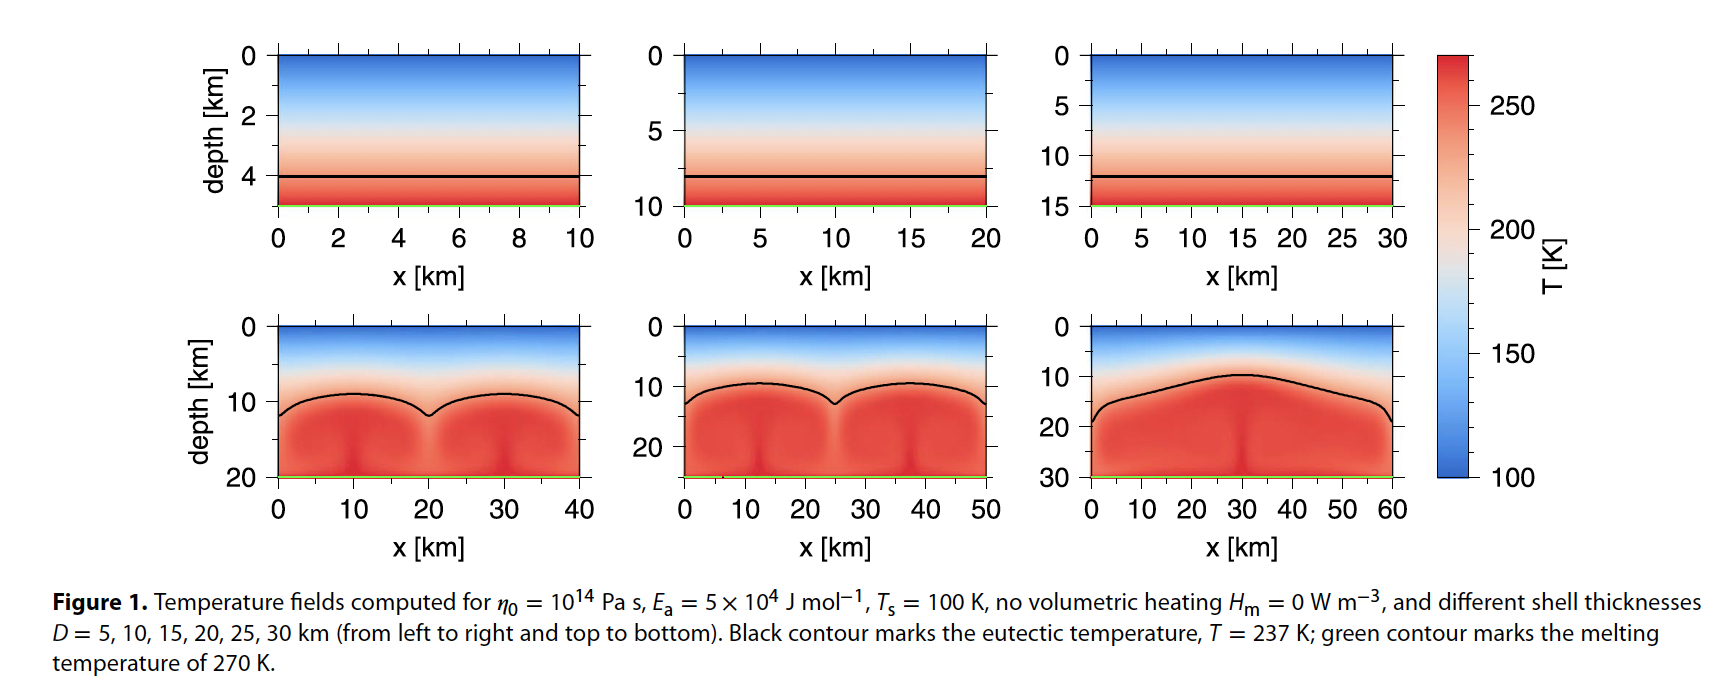 0
2
4
depth [km]
0 2 4 6 8 10
x [km]
0
5
10
0 5 10 15 20
x [km]
0
5
10
15
0 5 10 15 20 25 30
x [km]
250
200
150
100
T [K]
0
10
20
depth [km]
0 10 20 30 40
x [km]
0
10
20
0 10 20 30 40 50
x [km]
0
10
20
30
0 10 20 30 40 50 60
x [km]
Figure 1. Temperature fields computed for η₀ = 10¹⁴ Pa s, Eₐ = 5 × 10⁴ J mol⁻¹, Tₛ = 100 K, no volumetric heating Hₘ = 0 W m⁻³, and different shell thicknesses
D = 5, 10, 15, 20, 25, 30 km (from left to right and top to bottom). Black contour marks the eutectic temperature, T = 237 K; green contour marks the melting
temperature of 270 K.